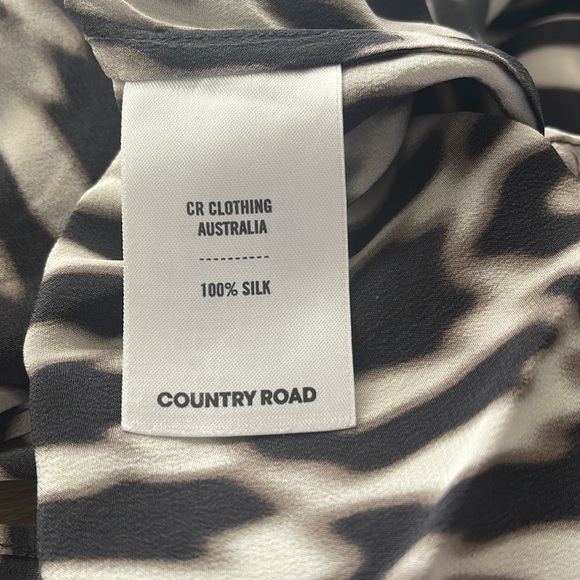 CR CLOTHING
AUSTRALIA
----------
100% SILK
COUNTRY ROAD